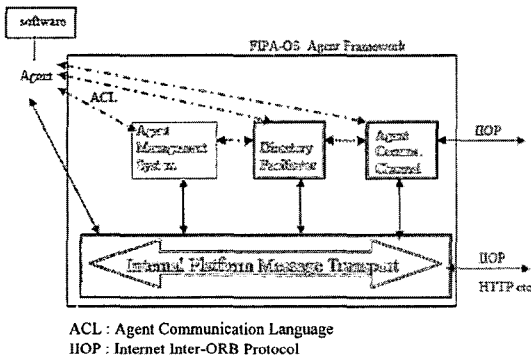 software
FIPA-OS Agent Framework
Agent
ACL
Agent
Management
System
Directory
Facilitator
Agent
Comm.
Channel
IIOP
Internal Platform Message Transport
IIOP
HTTP etc
ACL : Agent Communication Language
IIOP : Internet Inter-ORB Protocol